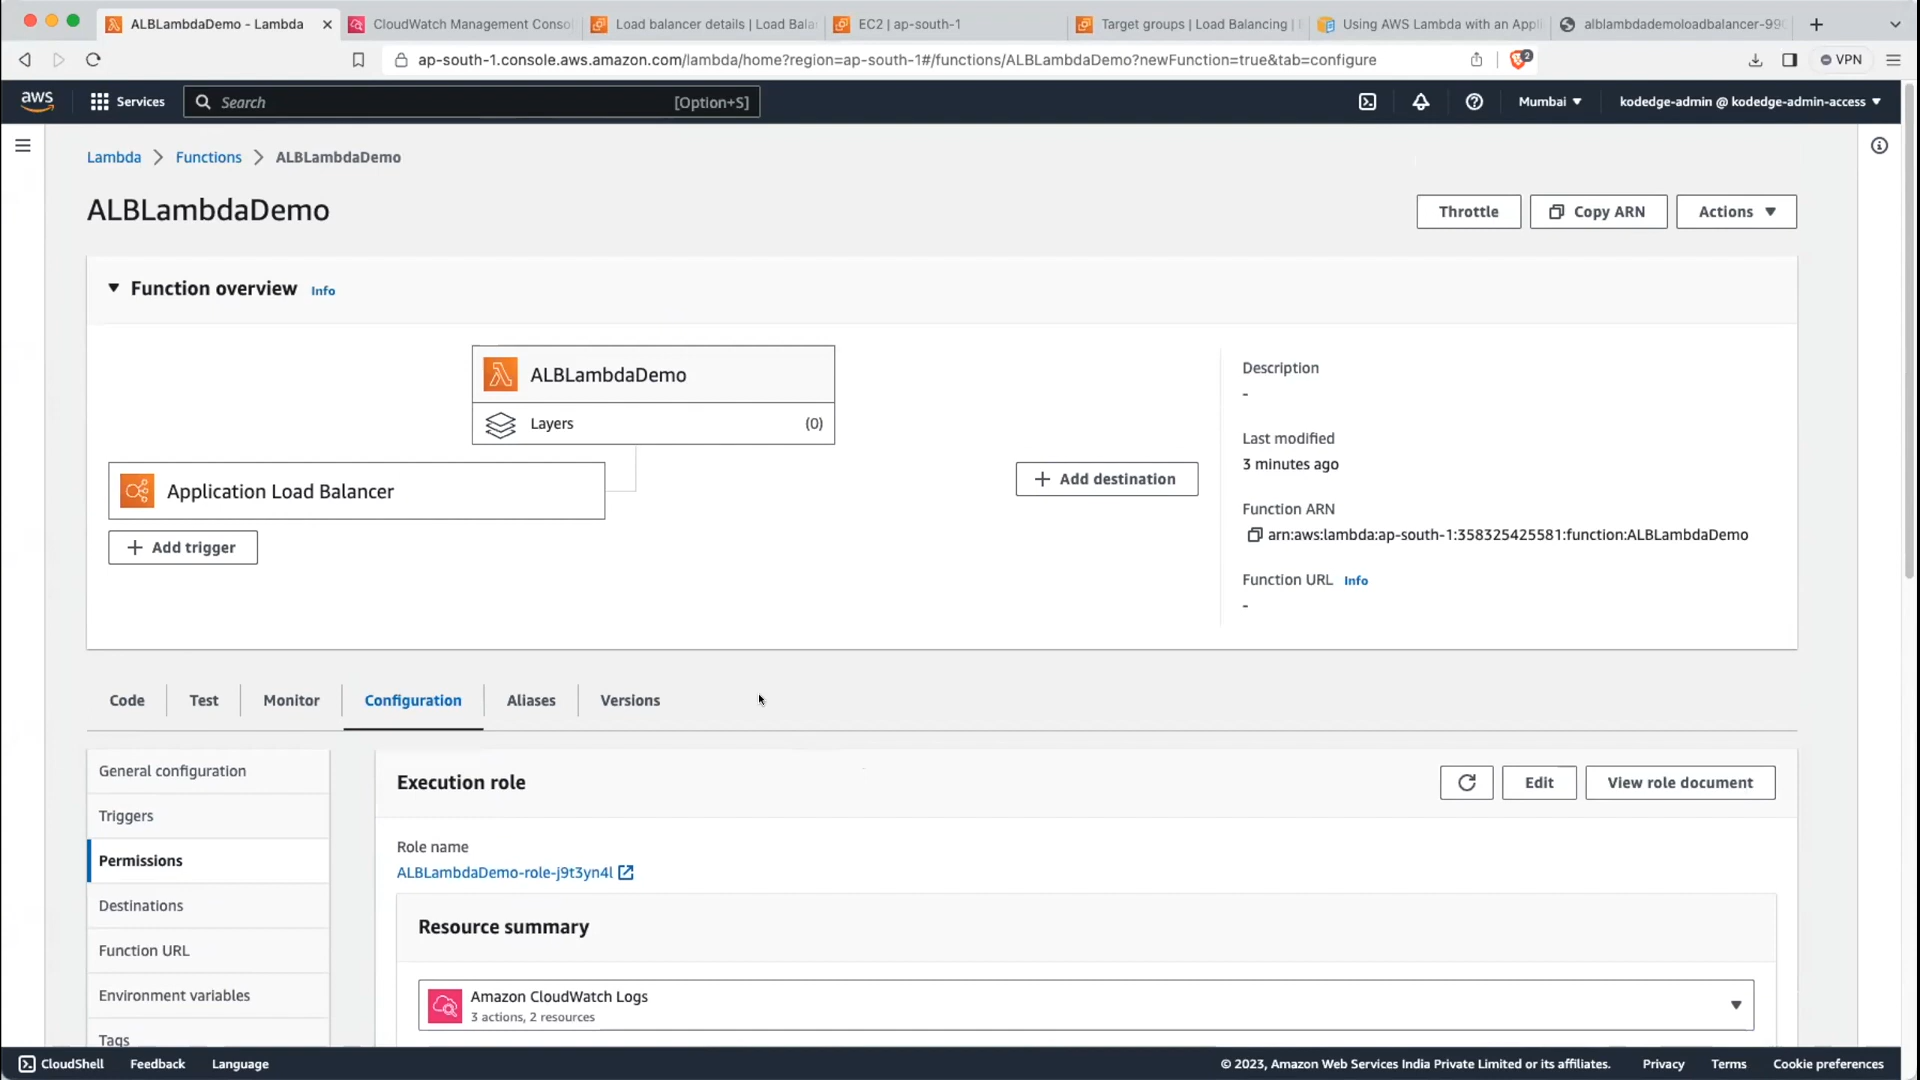 ALBLambdaDemo - Lambda
CloudWatch Management Conso
Load balancer details | Load Bala
EC2 | ap-south-1
Target groups | Load Balancing |
Using AWS Lambda with an Appl
alblambdademoloadbalancer-990
ap-south-1.console.aws.amazon.com/lambda/home?region=ap-south-1#/functions/ALBLambdaDemo?newFunction=true&tab=configure
2
VPN
aws
Services
Search
[Option+S]
Mumbai
kodedge-admin @ kodedge-admin-access
Lambda
Functions
ALBLambdaDemo
ALBLambdaDemo
Throttle
Copy ARN
Actions
Function overview
Info
ALBLambdaDemo
Layers
(0)
Application Load Balancer
+ Add trigger
+ Add destination
Description
-
Last modified
3 minutes ago
Function ARN
arn:aws:lambda:ap-south-1:358325425581:function:ALBLambdaDemo
Function URL
Info
-
Code
Test
Monitor
Configuration
Aliases
Versions
General configuration
Triggers
Permissions
Destinations
Function URL
Environment variables
Tags
Execution role
Edit
View role document
Role name
ALBLambdaDemo-role-j9t3yn4l
Resource summary
Amazon CloudWatch Logs
3 actions, 2 resources
CloudShell
Feedback
Language
© 2023, Amazon Web Services India Private Limited or its affiliates.
Privacy
Terms
Cookie preferences